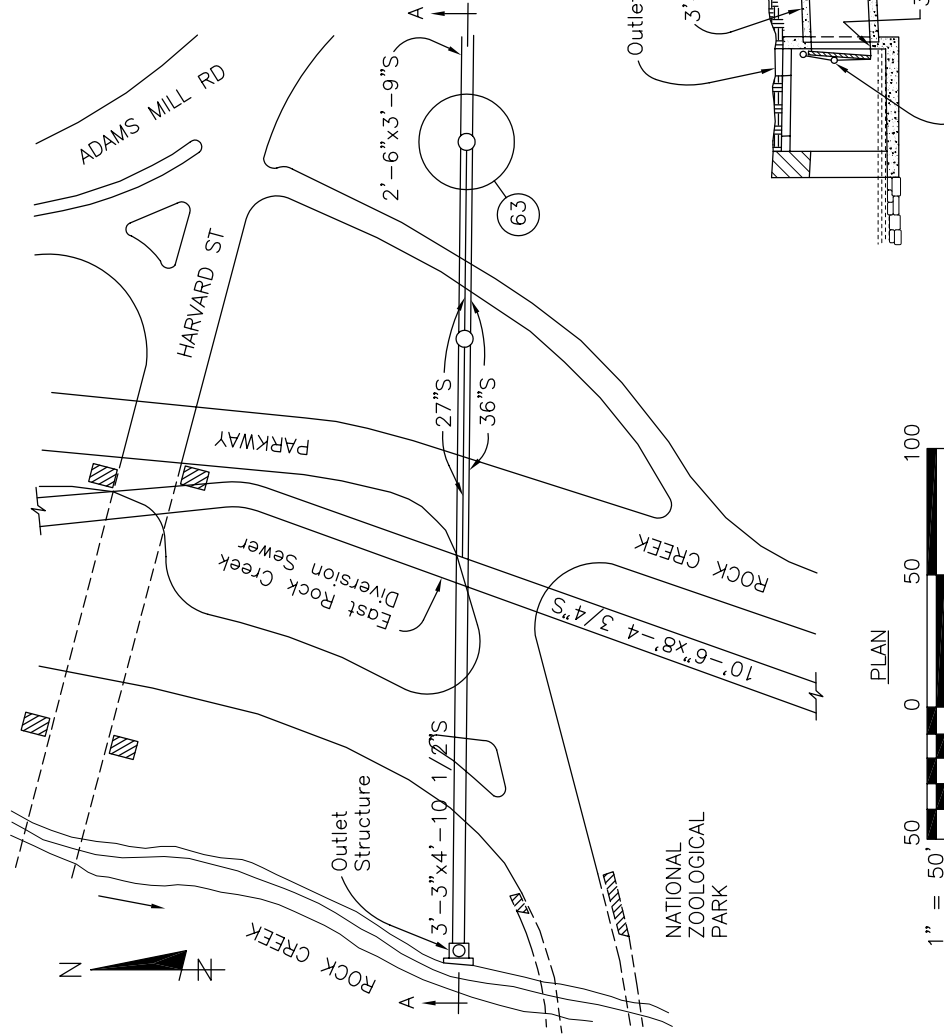 A
3'
Outlet
ADAMS MILL RD
2'-6"x3'-9"S
63
HARVARD ST
27"S
36"S
PARKWAY
East Rock Creek
Diversion Sewer
ROCK CREEK
10'-6"x8'-4 3/4"S
3'-3"x4'-10 1/2"S
Outlet
Structure
NATIONAL
ZOOLOGICAL
PARK
ROCK CREEK
N
A
PLAN
50 0 50 100
1" = 50'